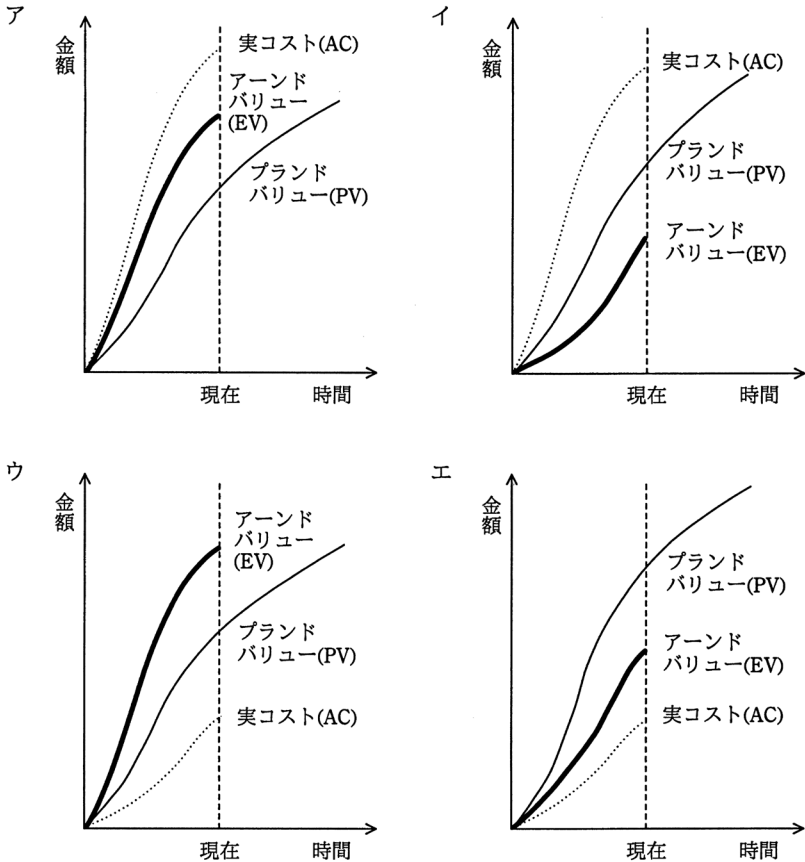 ア
金
額
実コスト(AC)
アーンド
バリュー
(EV)
プランド
バリュー(PV)
現在
時間
イ
金
額
実コスト(AC)
プランド
バリュー(PV)
アーンド
バリュー(EV)
現在
時間
ウ
金
額
アーンド
バリュー
(EV)
プランド
バリュー(PV)
実コスト(AC)
現在
時間
エ
金
額
プランド
バリュー(PV)
アーンド
バリュー(EV)
実コスト(AC)
現在
時間